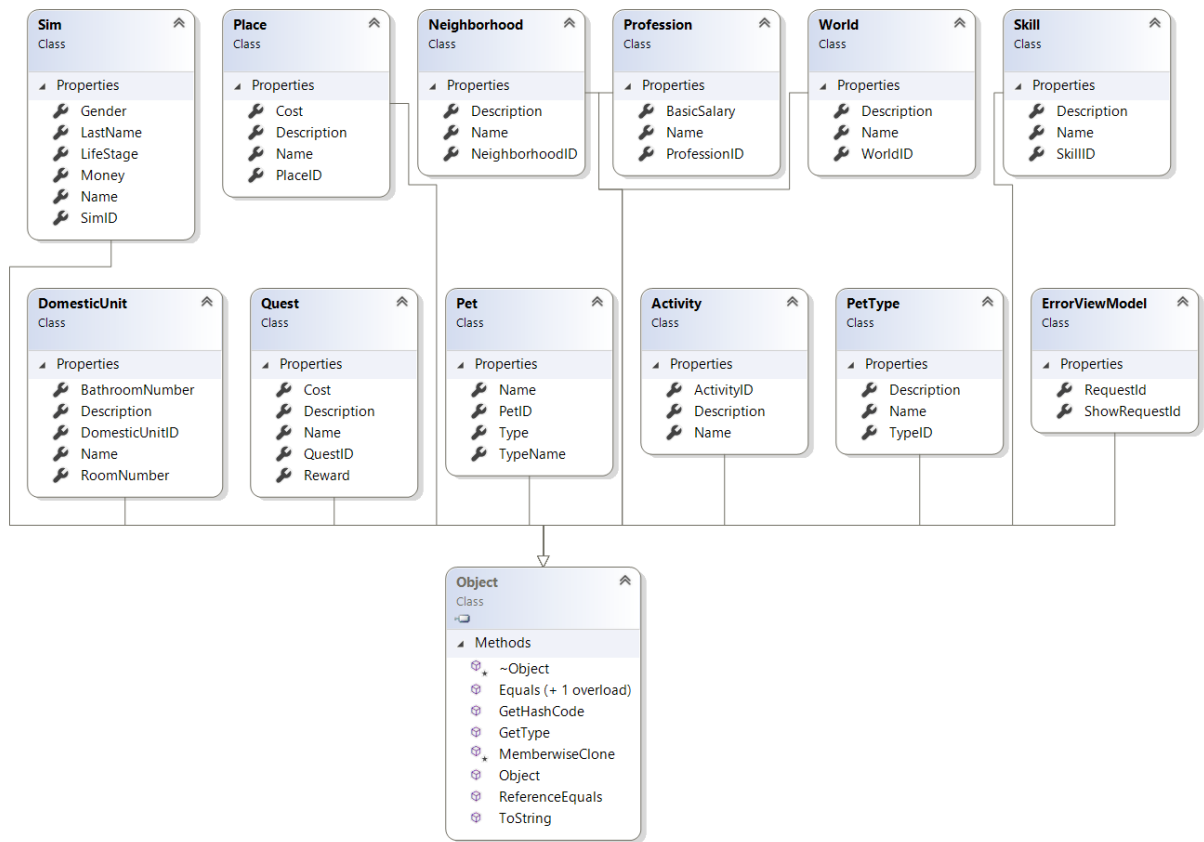 Sim
Class
Properties
Gender
LastName
LifeStage
Money
Name
SimID
Place
Class
Properties
Cost
Description
Name
PlaceID
Neighborhood
Class
Properties
Description
Name
NeighborhoodID
Profession
Class
Properties
BasicSalary
Name
ProfessionID
World
Class
Properties
Description
Name
WorldID
Skill
Class
Properties
Description
Name
SkillID
DomesticUnit
Class
Properties
BathroomNumber
Description
DomesticUnitID
Name
RoomNumber
Quest
Class
Properties
Cost
Description
Name
QuestID
Reward
Pet
Class
Properties
Name
PetID
Type
TypeName
Activity
Class
Properties
ActivityID
Description
Name
PetType
Class
Properties
Description
Name
TypeID
ErrorViewModel
Class
Properties
RequestId
ShowRequestId
Object
Class
Methods
~Object
Equals (+ 1 overload)
GetHashCode
GetType
MemberwiseClone
Object
ReferenceEquals
ToString